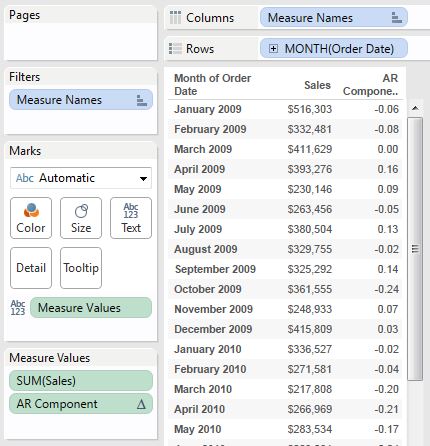 Pages
Columns Measure Names
Rows MONTH(Order Date)
Filters
Measure Names
Marks
Abc Automatic
Color Size Abc 123 Text
Detail Tooltip
Abc 123 Measure Values
Measure Values
SUM(Sales)
AR Component Δ
Month of Order Date Sales AR Compone..
January 2009 $516,303 -0.06
February 2009 $332,481 -0.08
March 2009 $411,629 0.00
April 2009 $393,276 0.16
May 2009 $230,146 0.09
June 2009 $263,456 -0.05
July 2009 $380,504 0.13
August 2009 $329,755 -0.02
September 2009 $325,292 0.14
October 2009 $361,555 -0.24
November 2009 $248,933 0.07
December 2009 $415,809 0.03
January 2010 $336,527 -0.02
February 2010 $271,581 -0.04
March 2010 $217,808 -0.20
April 2010 $266,969 -0.21
May 2010 $283,534 -0.17